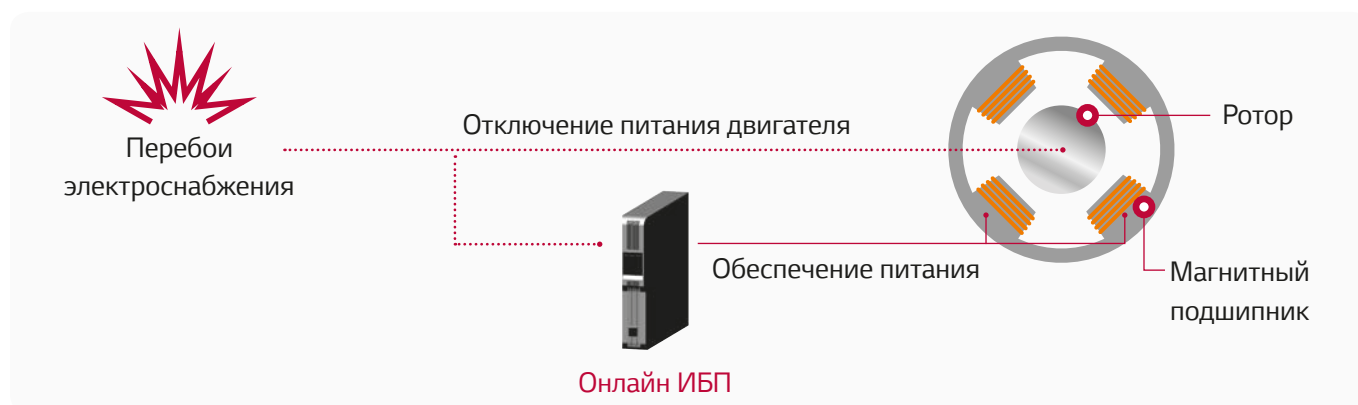 Перебои
электроснабжения
Отключение питания двигателя
Ротор
Обеспечение питания
Магнитный
подшипник
Онлайн ИБП